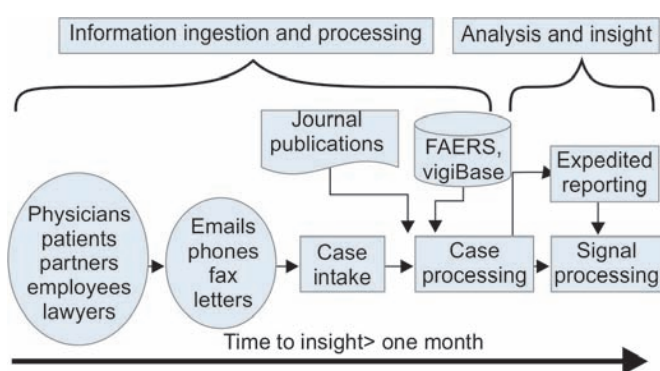 Information ingestion and processing
Analysis and insight
Journal
publications
FAERS,
vigiBase
Expedited
reporting
Physicians
patients
partners
employees
lawyers
Emails
phones
fax
letters
Case
intake
Case
processing
Signal
processing
Time to insight> one month